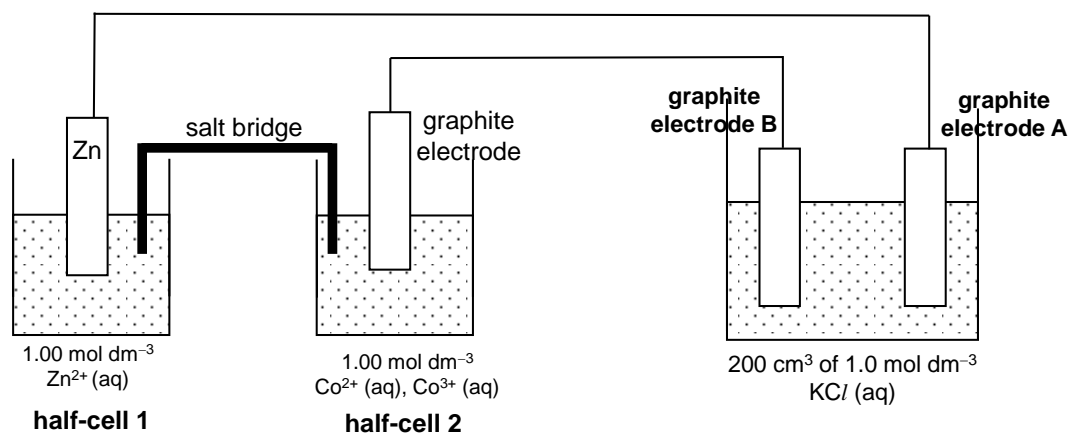 graphite
electrode B
graphite
electrode A
salt bridge
graphite
electrode
Zn
1.00 mol dm⁻³
Zn²⁺ (aq)
half-cell 1
1.00 mol dm⁻³
Co²⁺ (aq), Co³⁺ (aq)
half-cell 2
200 cm³ of 1.0 mol dm⁻³
KCl (aq)